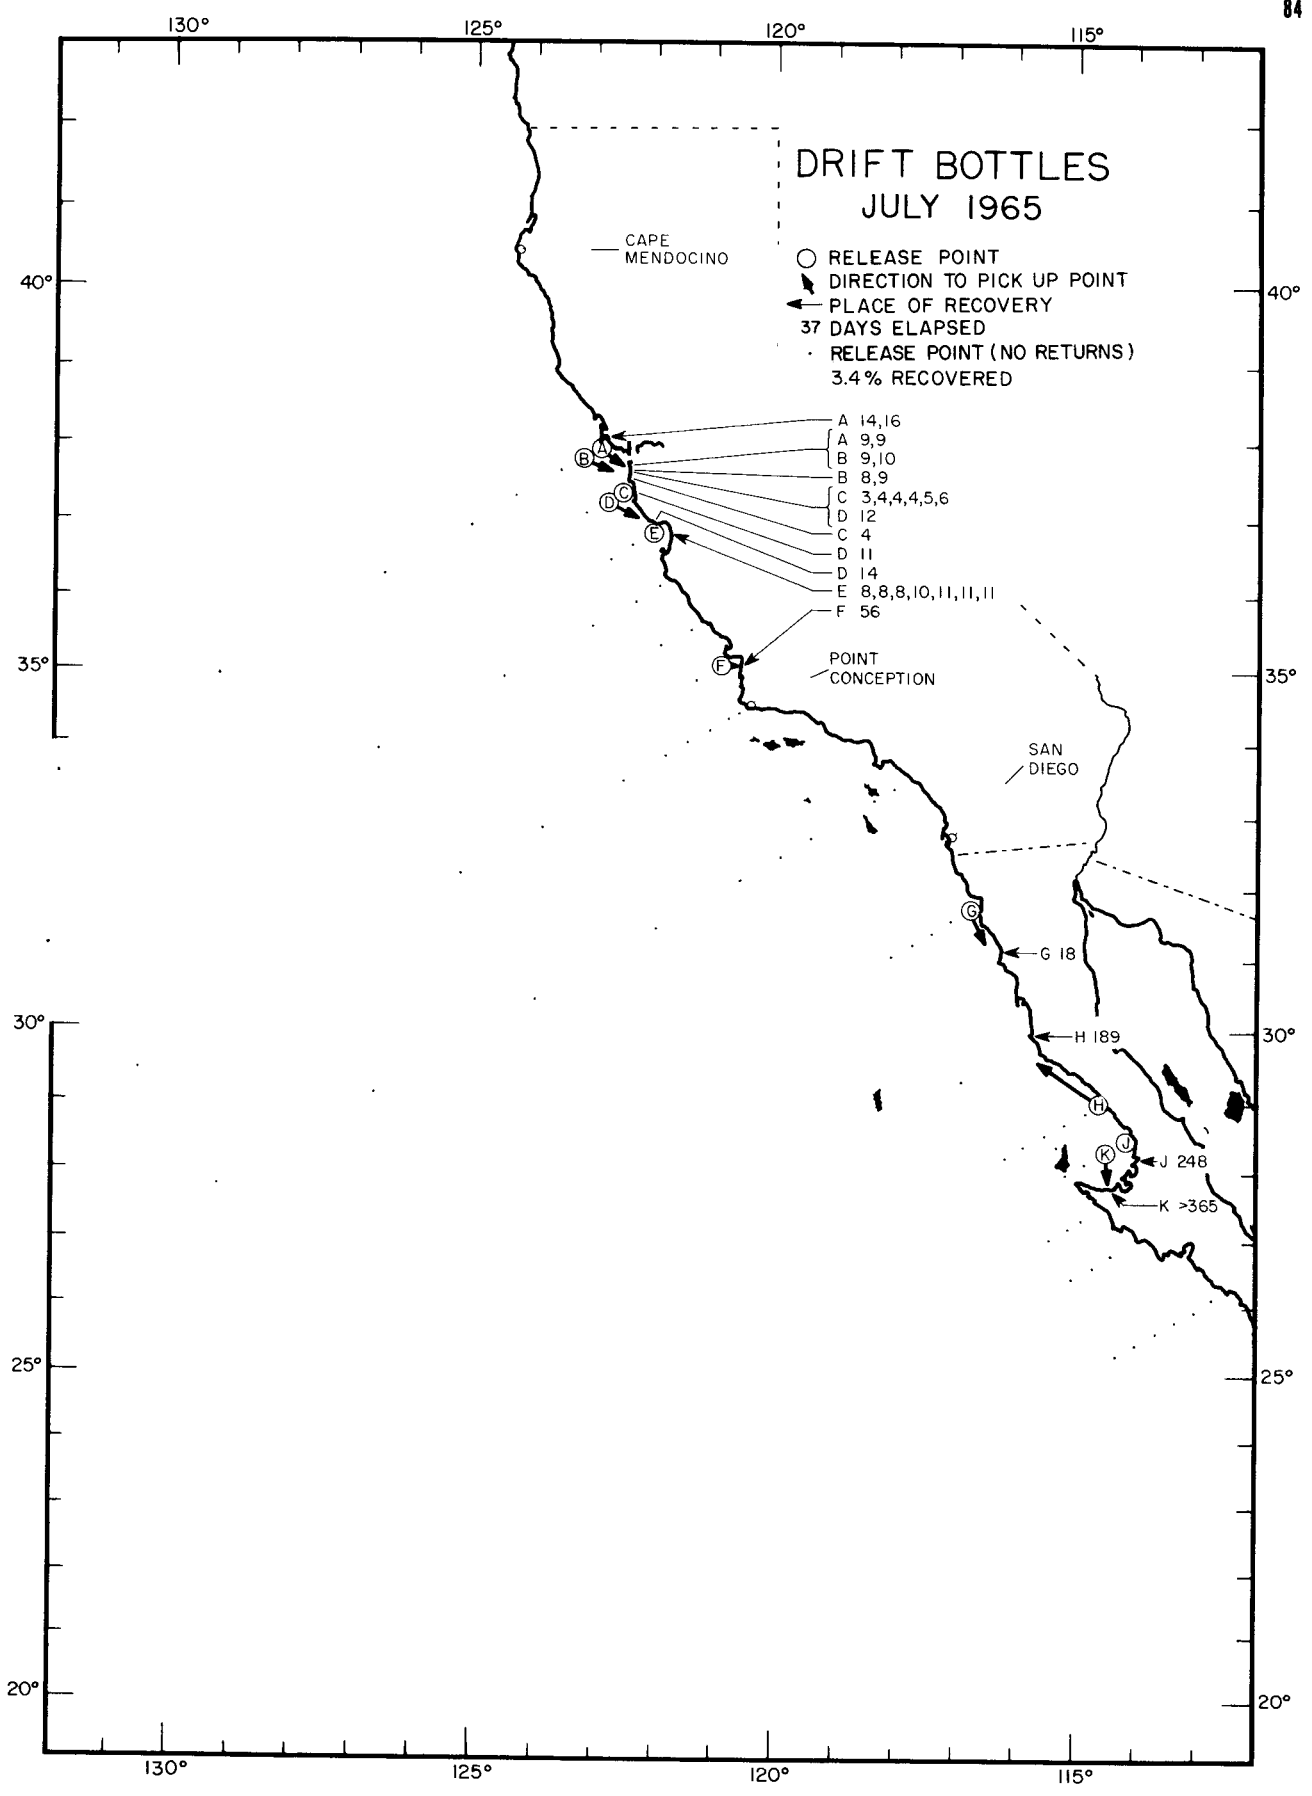 84
130° 125° 120° 115°
DRIFT BOTTLES
JULY 1965
RELEASE POINT
DIRECTION TO PICK UP POINT
PLACE OF RECOVERY
37 DAYS ELAPSED
RELEASE POINT (NO RETURNS)
3.4% RECOVERED
CAPE
MENDOCINO
40° 40°
A 14,16
A 9,9
B 9,10
B 8,9
C 3,4,4,4,5,6
D 12
C 4
D 11
D 14
E 8,8,8,10,11,11,11
F 56
A
B
C
D
E
F
POINT
CONCEPTION
35° 35°
SAN
DIEGO
G
G 18
30° 30°
H 189
H
J
K
J 248
K >365
25° 25°
20° 20°
130° 125° 120° 115°